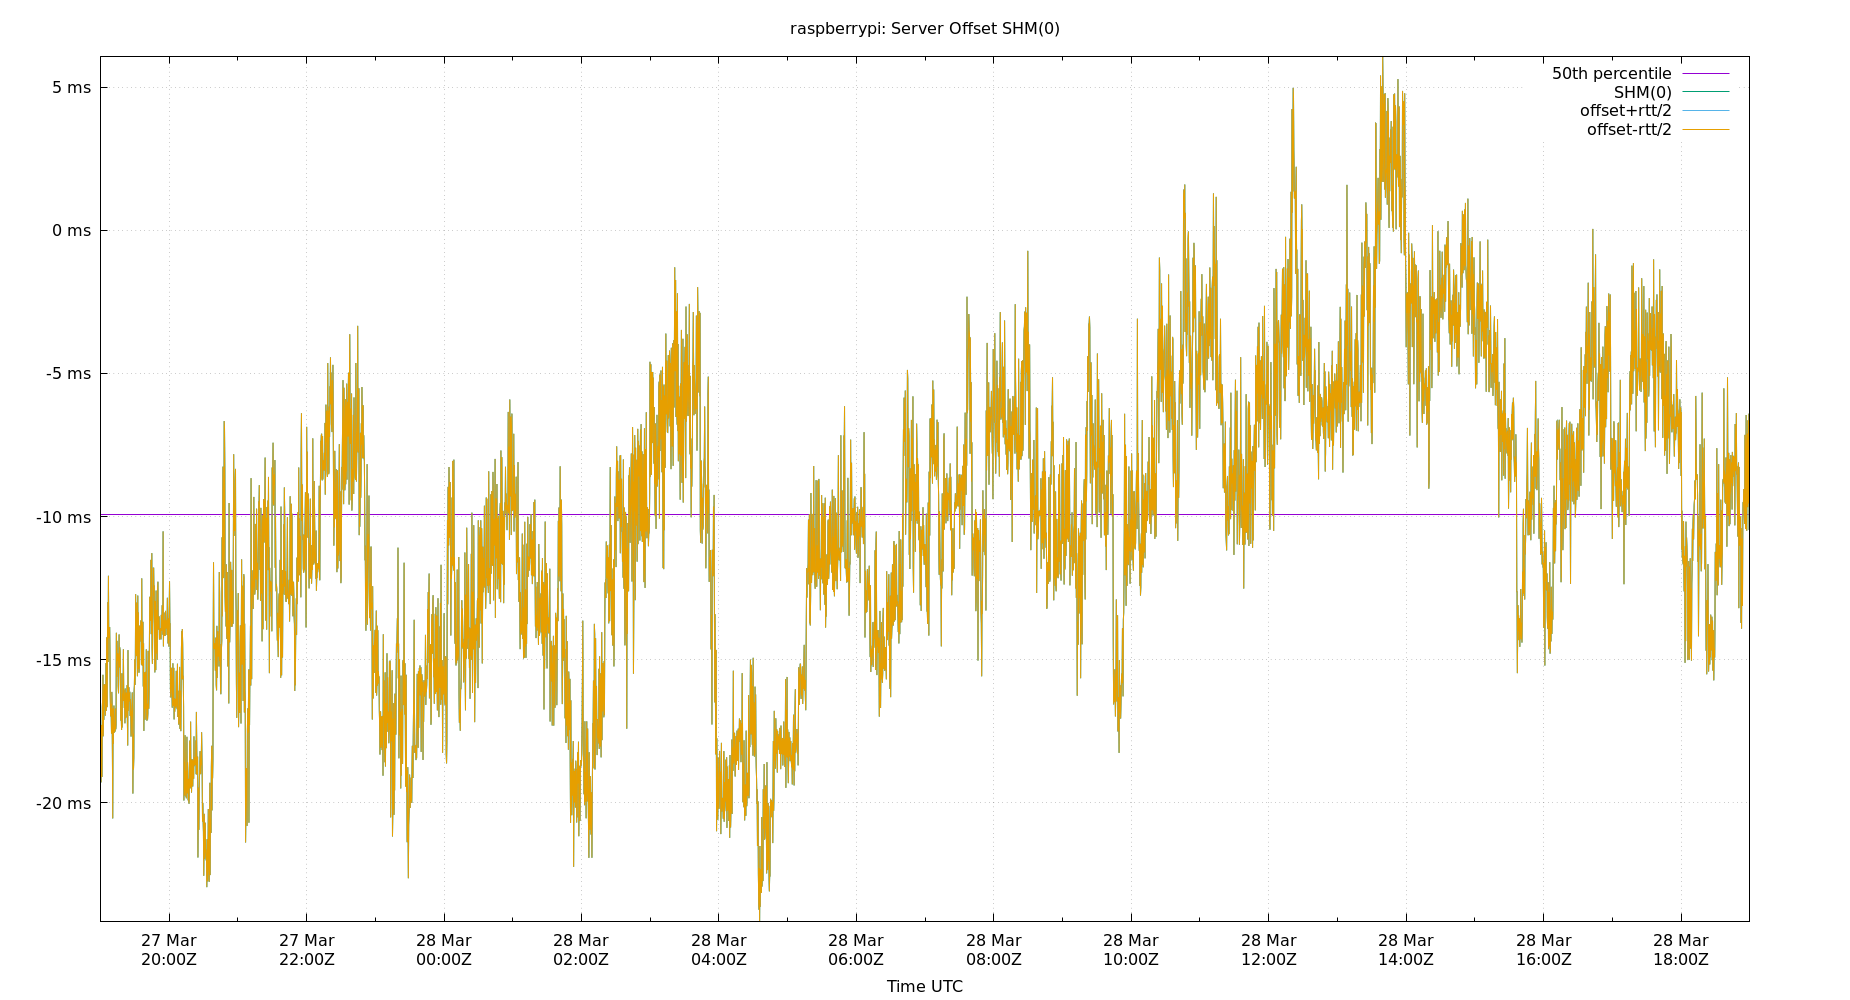 raspberrypi: Server Offset SHM(0)
50th percentile
SHM(0)
offset+rtt/2
offset-rtt/2
5 ms
0 ms
-5 ms
-10 ms
-15 ms
-20 ms
27 Mar 27 Mar 28 Mar 28 Mar 28 Mar 28 Mar 28 Mar 28 Mar 28 Mar 28 Mar 28 Mar 28 Mar
20:00Z 22:00Z 00:00Z 02:00Z 04:00Z 06:00Z 08:00Z 10:00Z 12:00Z 14:00Z 16:00Z 18:00Z
Time UTC